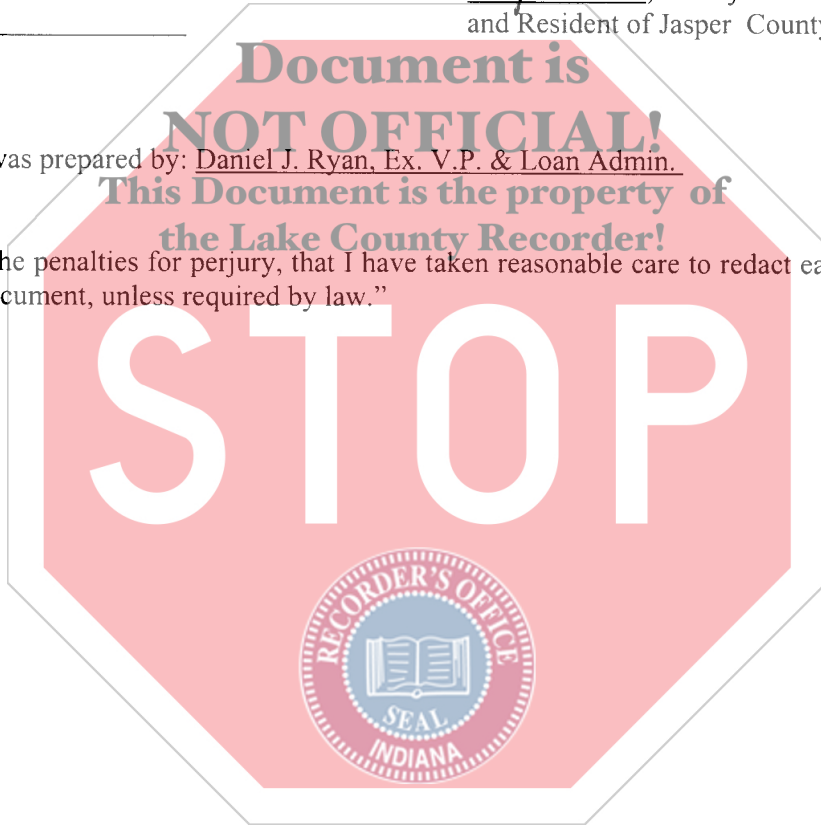 and Resident of Jasper County
Document is
NOT OFFICIAL!
was prepared by: Daniel J. Ryan, Ex. V.P. & Loan Admin.
This Document is the property of
the Lake County Recorder!
he penalties for perjury, that I have taken reasonable care to redact ea
cument, unless required by law.”
STOP
RECORDER'S OFFICE
SEAL
INDIANA